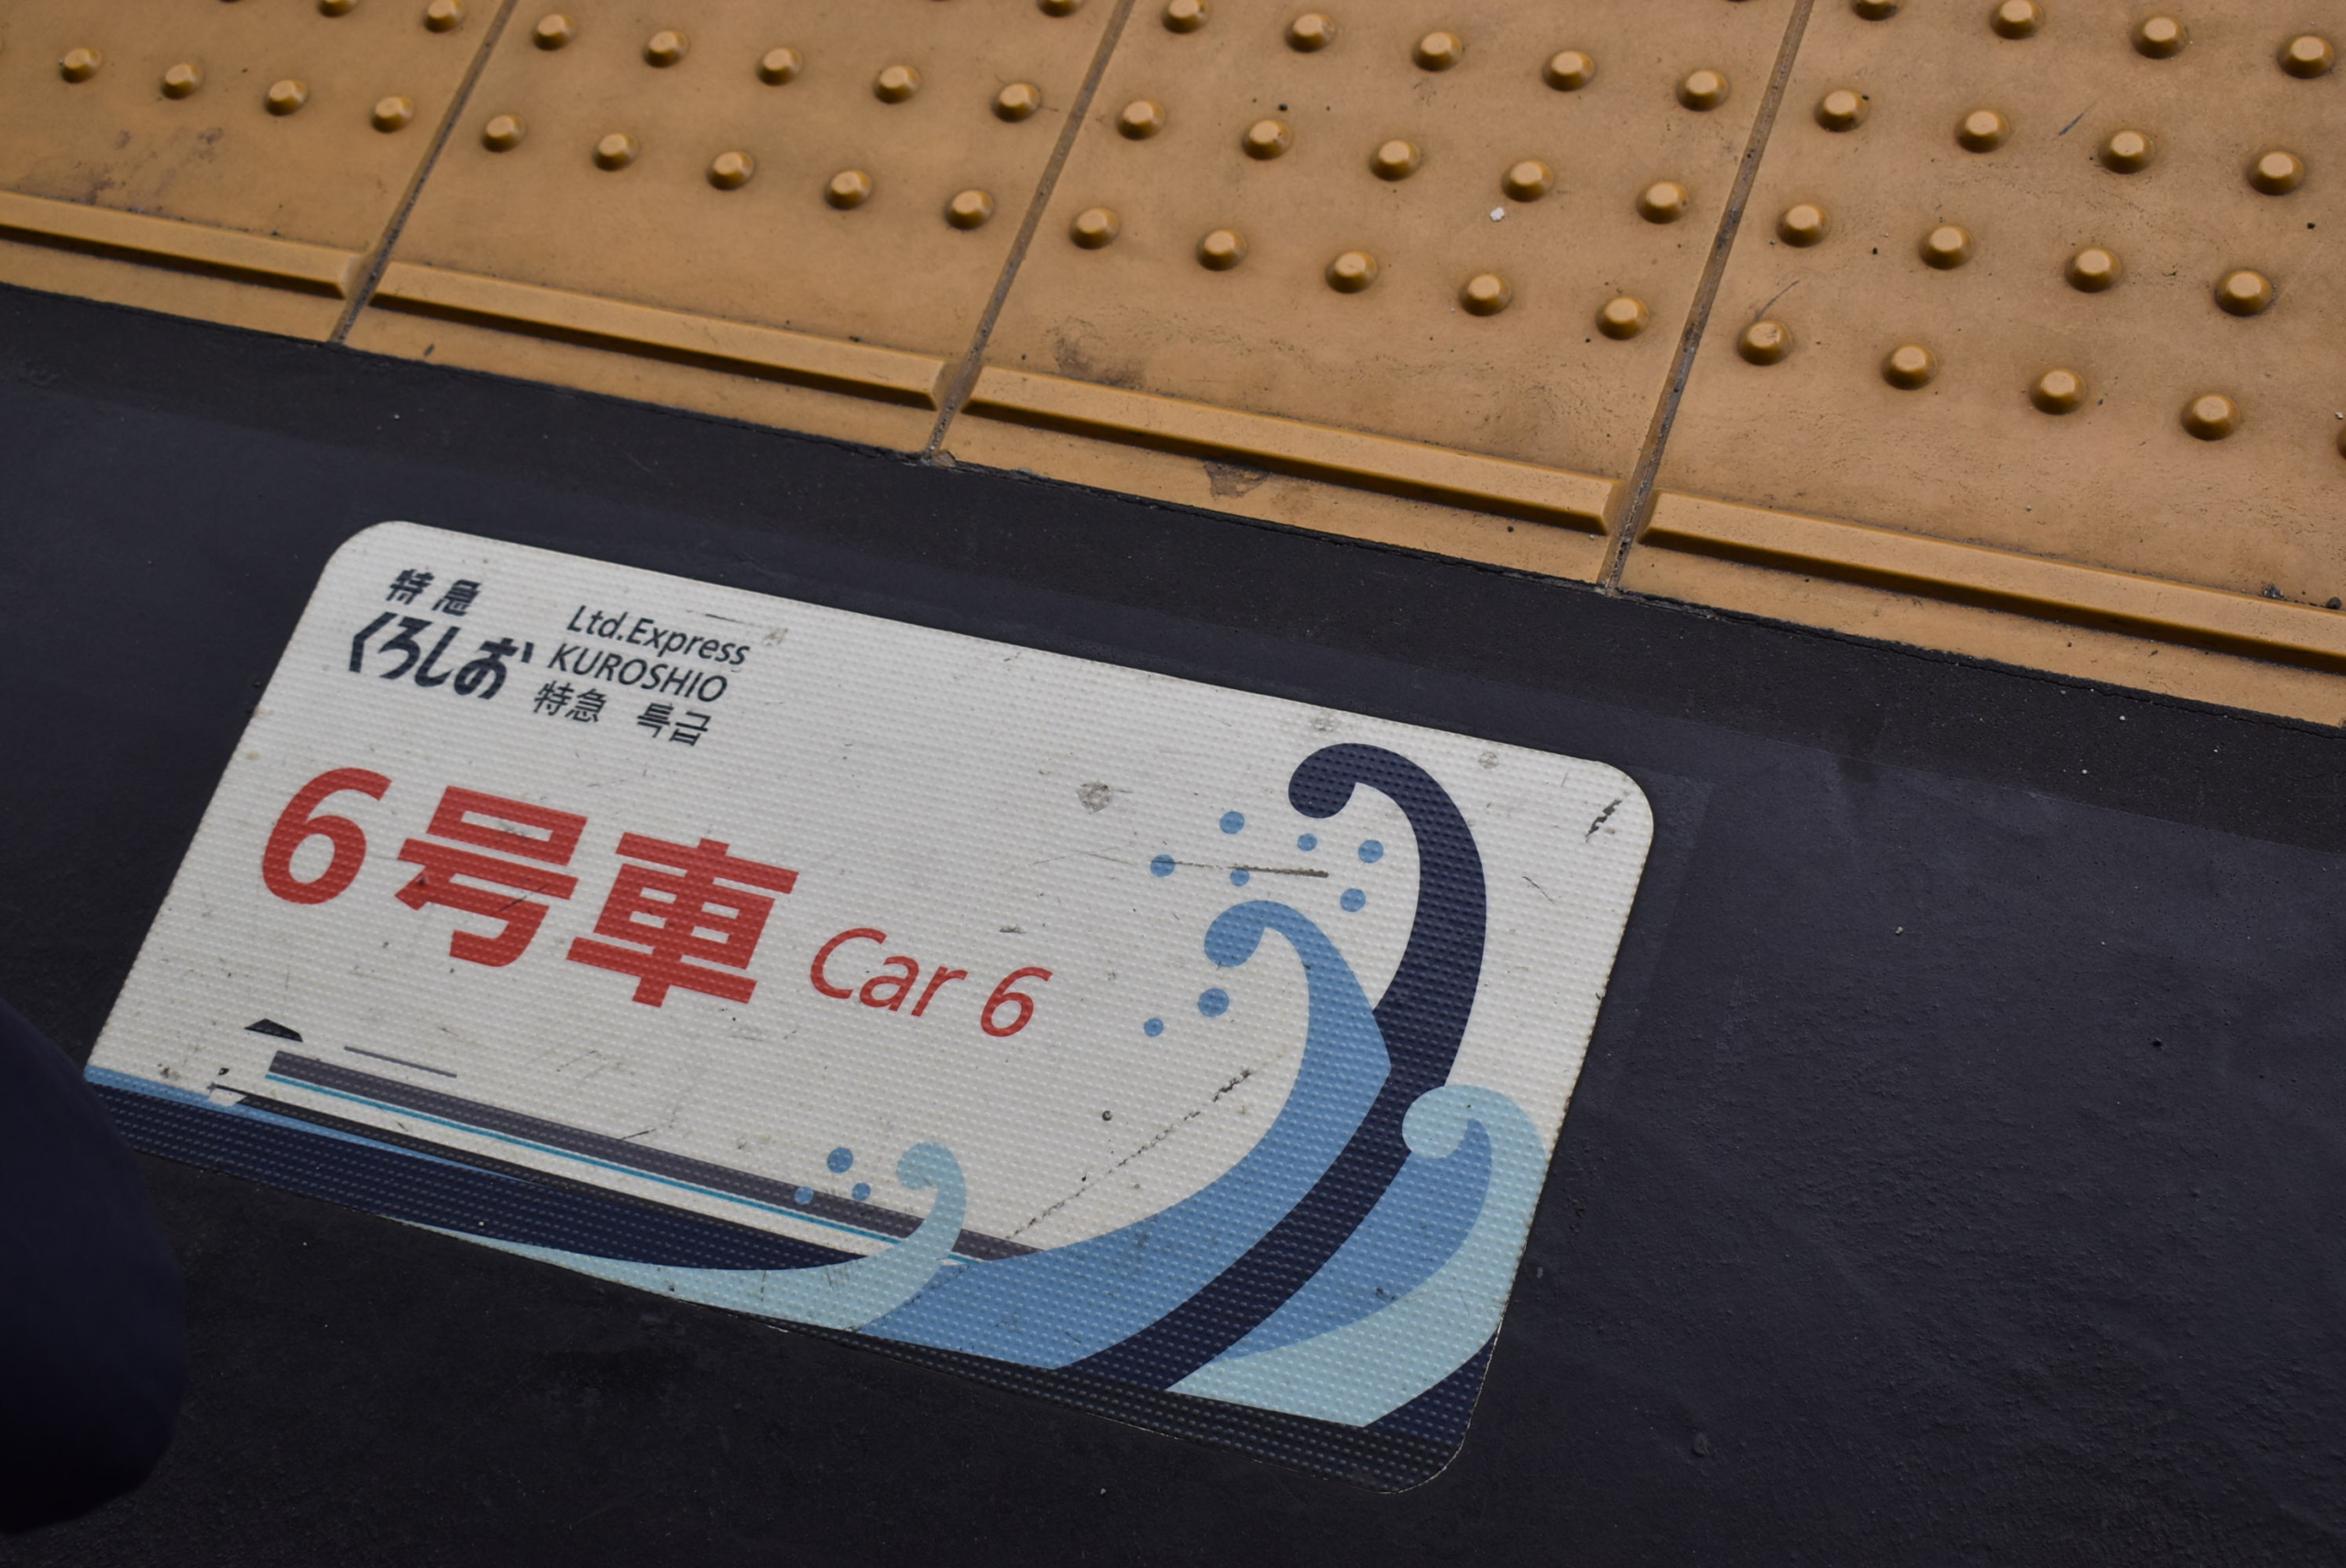 特急
くろしお
Ltd.Express
KUROSHIO
特急 특급
6号車 Car 6